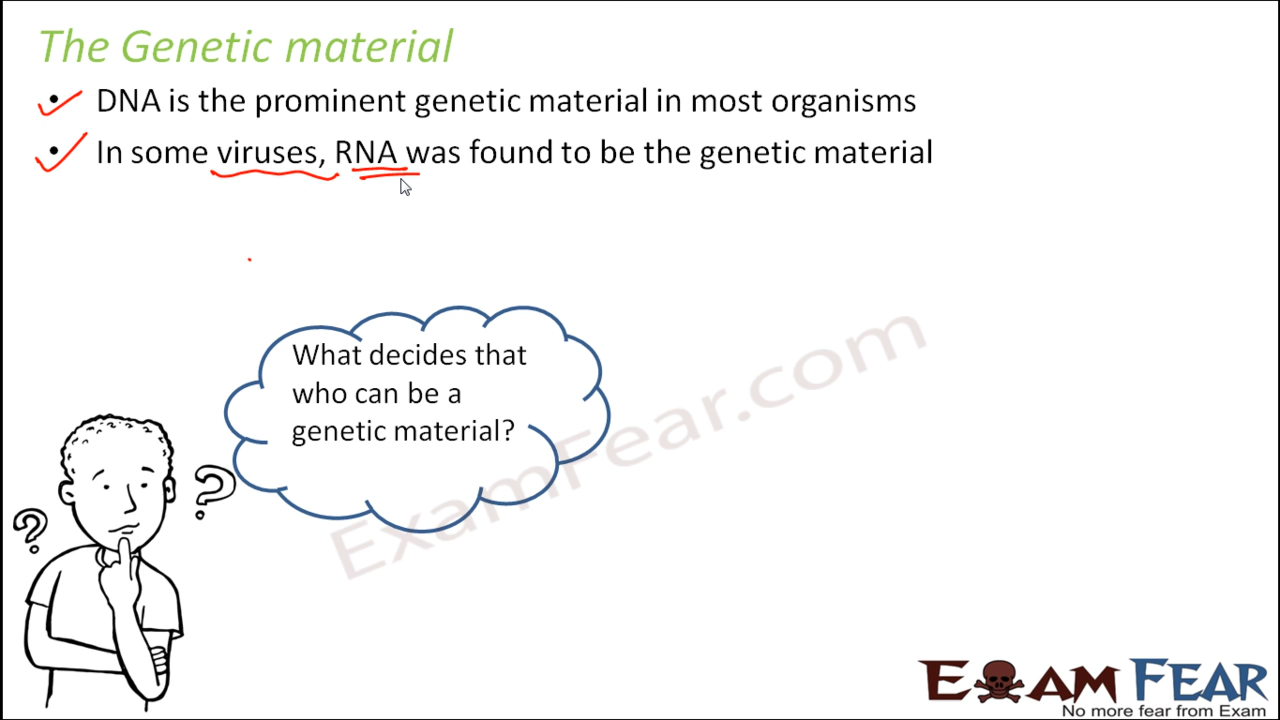 The Genetic material
• DNA is the prominent genetic material in most organisms
• In some viruses, RNA was found to be the genetic material
What decides that
who can be a
genetic material?
? ?
ExamFear.com
EXAM FEAR
No more fear from Exam